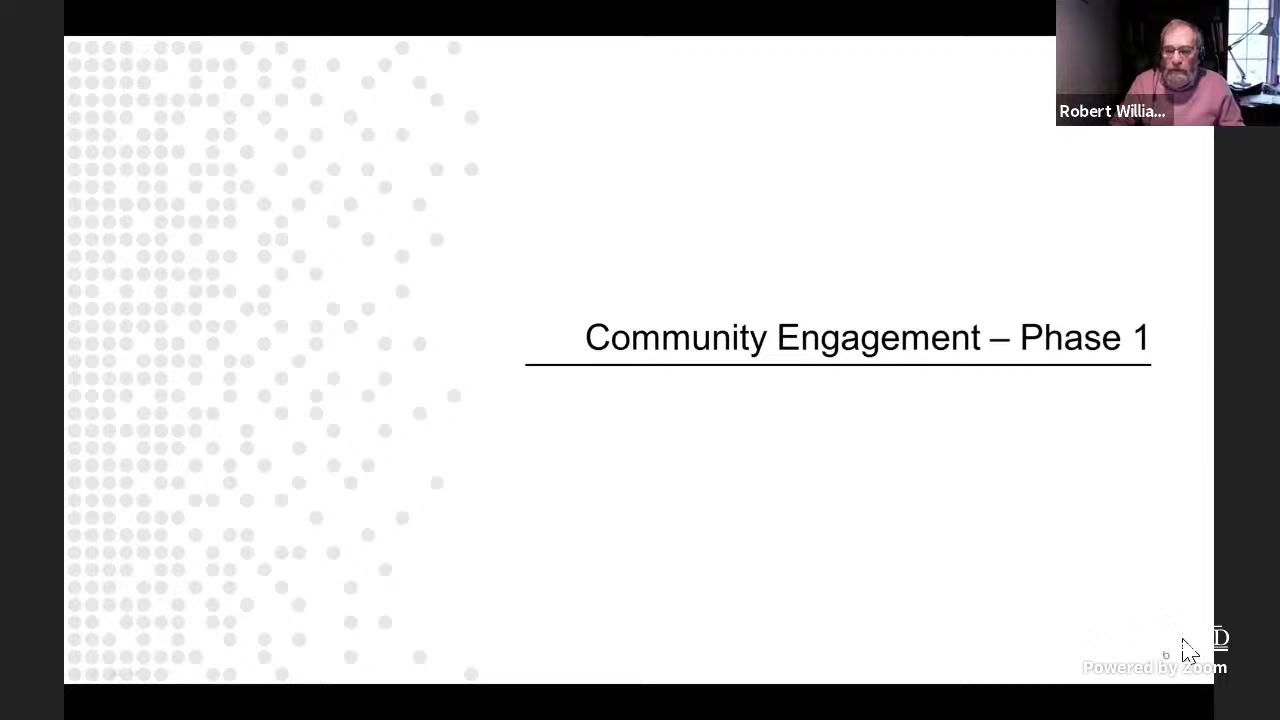 Robert Willia...
Community Engagement – Phase 1
D
Powered by Zoom